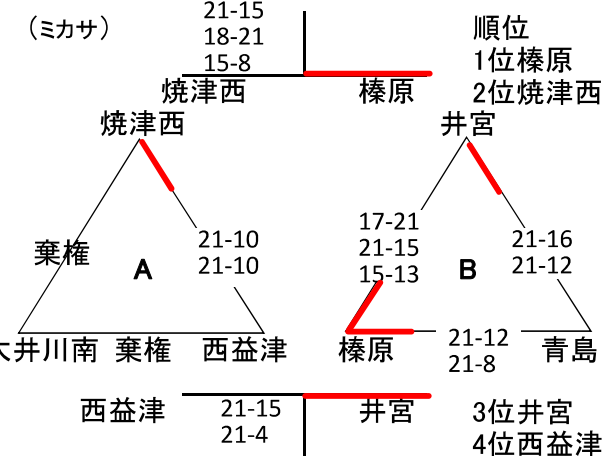 (ミカサ)
21-15
18-21
15-8
焼津西
榛原
順位
1位榛原
2位焼津西
焼津西
棄権
A
21-10
21-10
大井川南
棄権
西益津
井宮
17-21
21-15
15-13
B
21-16
21-12
榛原
21-12
21-8
青島
西益津
21-15
21-4
井宮
3位井宮
4位西益津